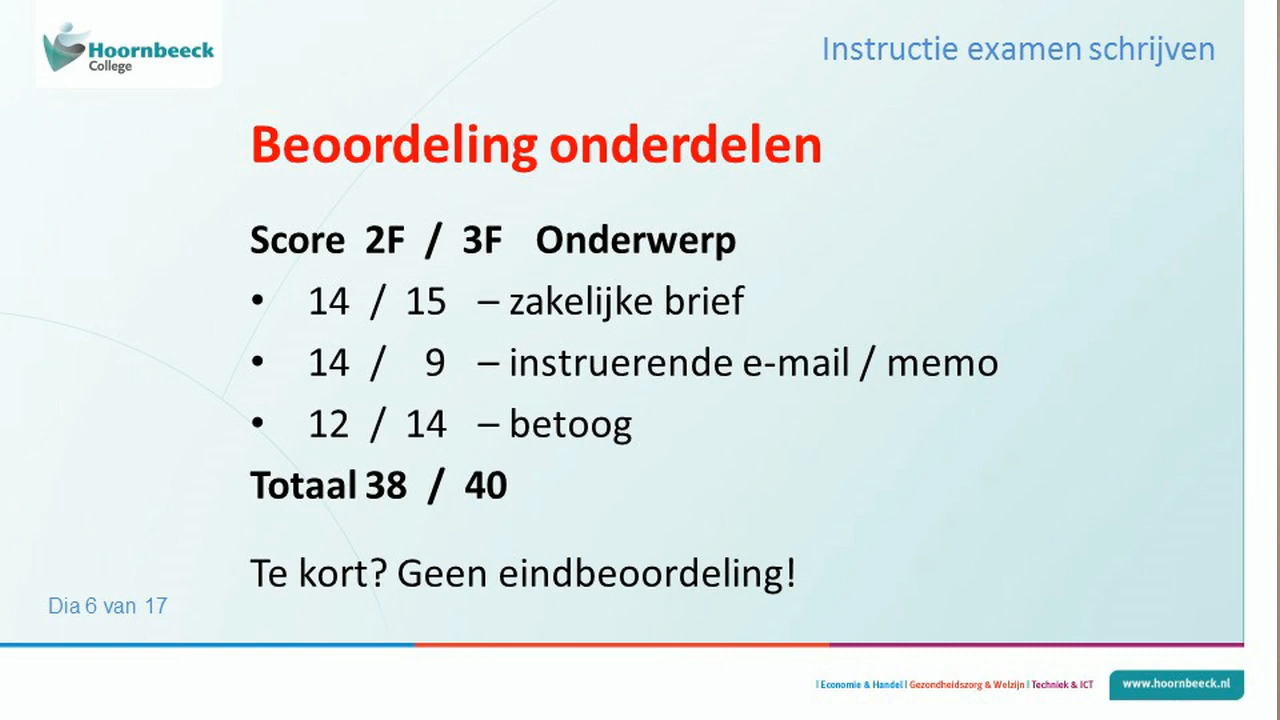 Hoornbeeck
College
Instructie examen schrijven
Beoordeling onderdelen
Score 2F / 3F Onderwerp
• 14 / 15 – zakelijke brief
• 14 / 9 – instruerende e-mail / memo
• 12 / 14 – betoog
Totaal 38 / 40
Te kort? Geen eindbeoordeling!
Dia 6 van 17
| Economie & Handel | Gezondheidszorg & Welzijn | Techniek & ICT
www.hoornbeeck.nl